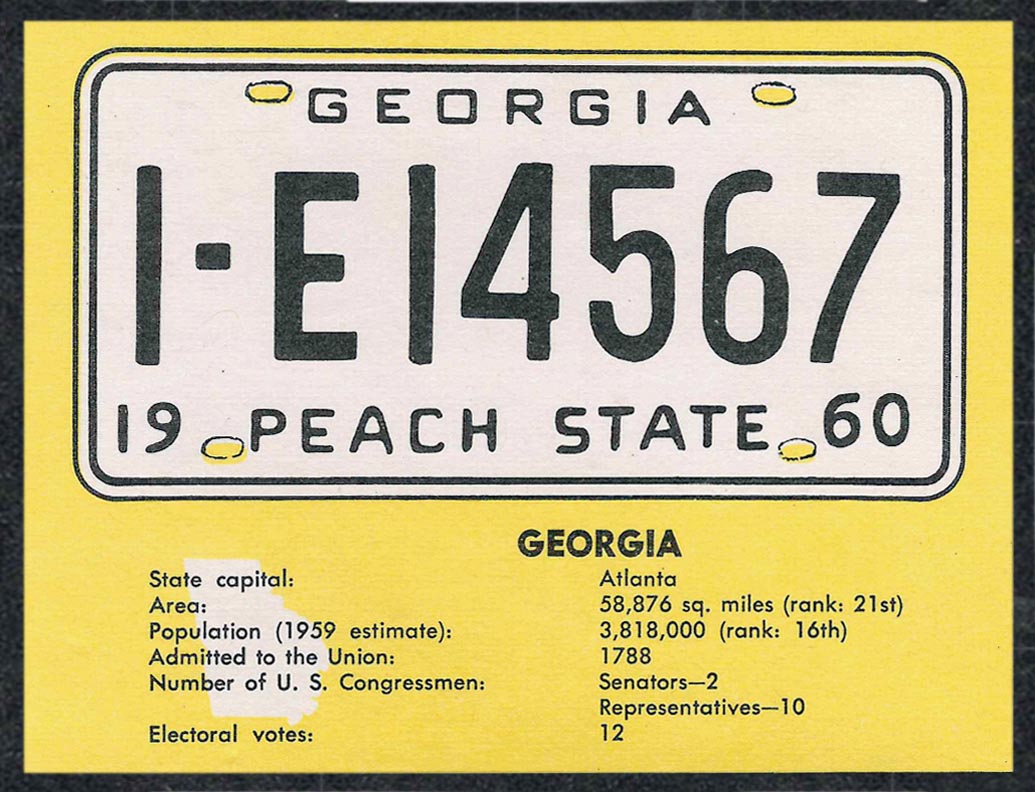 GEORGIA
1-E14567
19 PEACH STATE 60
GEORGIA
State capital: Atlanta
Area: 58,876 sq. miles (rank: 21st)
Population (1959 estimate): 3,818,000 (rank: 16th)
Admitted to the Union: 1788
Number of U. S. Congressmen: Senators—2
Representatives—10
Electoral votes: 12